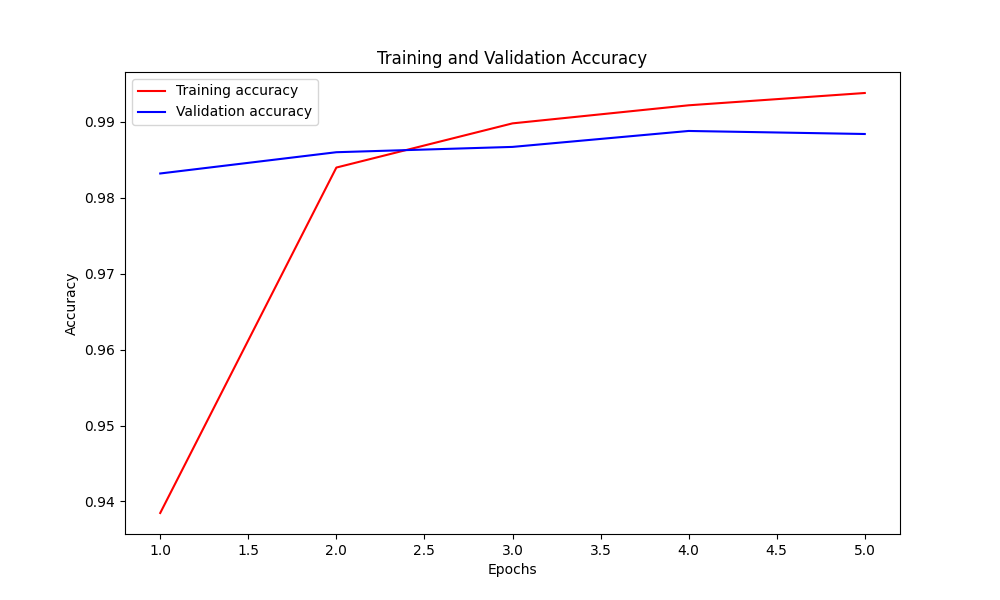 Training and Validation Accuracy
Training accuracy
Validation accuracy
0.99
0.98
0.97
0.96
0.95
0.94
Accuracy
1.0 1.5 2.0 2.5 3.0 3.5 4.0 4.5 5.0
Epochs